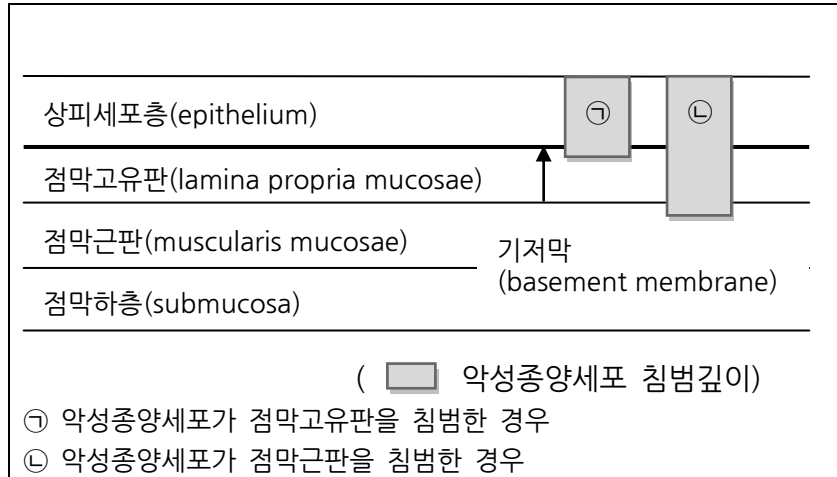 상피세포층(epithelium)
㉠
㉡
점막고유판(lamina propria mucosae)
점막근판(muscularis mucosae)
기저막
(basement membrane)
점막하층(submucosa)
( 악성종양세포 침범깊이)
㉠ 악성종양세포가 점막고유판을 침범한 경우
㉡ 악성종양세포가 점막근판을 침범한 경우